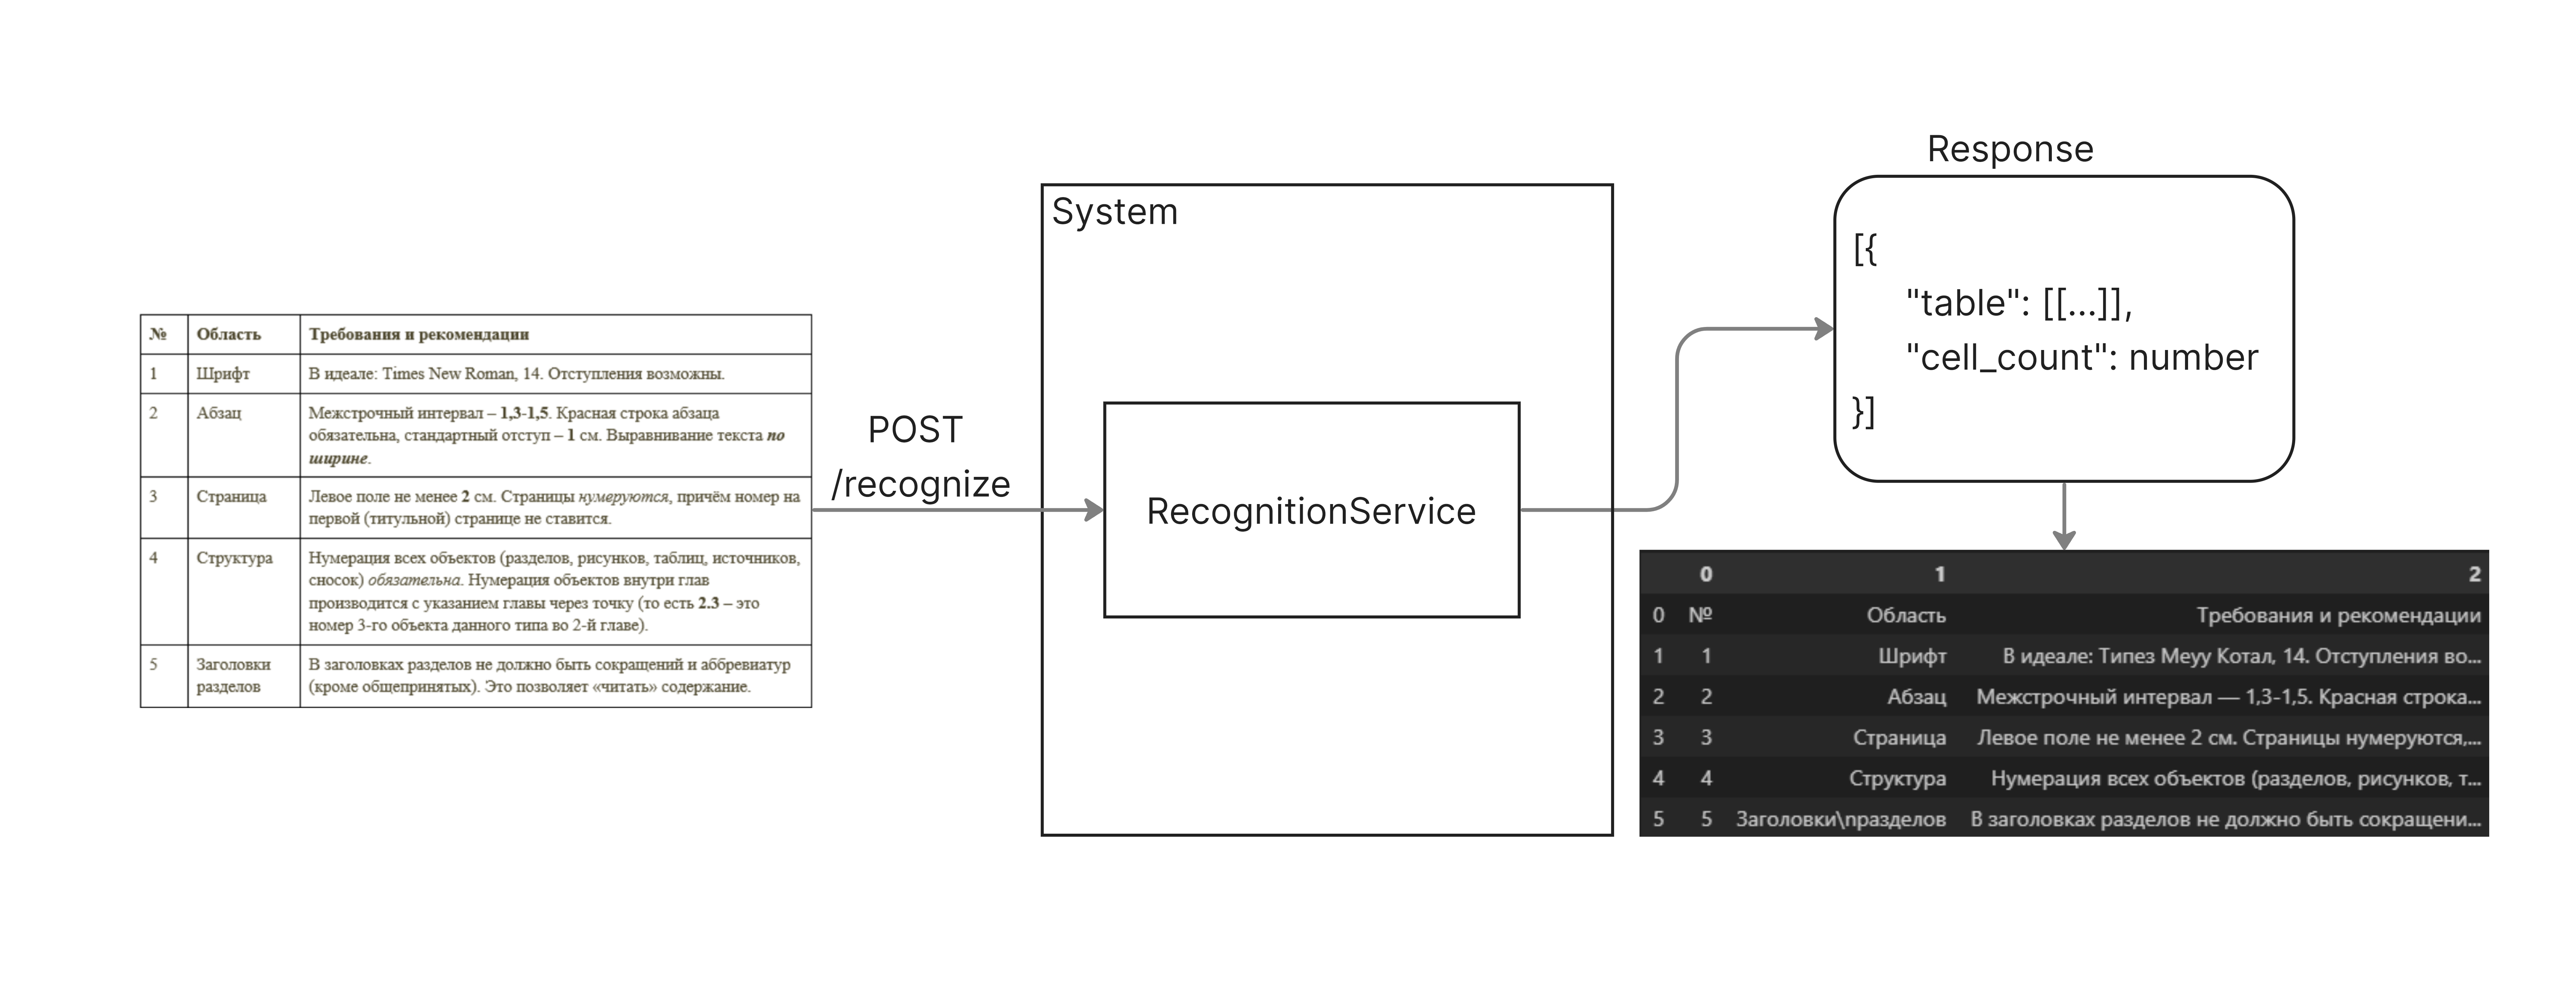 № Область Требования и рекомендации
1 Шрифт В идеале: Times New Roman, 14. Отступления возможны.
2 Абзац Межстрочный интервал – 1,3-1,5. Красная строка абзаца
обязательна, стандартный отступ – 1 см. Выравнивание текста по
ширине.
3 Страница Левое поле не менее 2 см. Страницы нумеруются, причём номер на
первой (титульной) странице не ставится.
4 Структура Нумерация всех объектов (разделов, рисунков, таблиц, источников,
сносок) обязательна. Нумерация объектов внутри глав
производится с указанием главы через точку (то есть 2.3 – это
номер 3-го объекта данного типа во 2-й главе).
5 Заголовки В заголовках разделов не должно быть сокращений и аббревиатур
разделов (кроме общепринятых). Это позволяет «читать» содержание.
POST
/recognize
System
RecognitionService
Response
[{
"table": [[...]],
"cell_count": number
}]
0 1 2
0 № Область Требования и рекомендации
1 1 Шрифт В идеале: Типез Меуу Котал, 14. Отступления во...
2 2 Абзац Межстрочный интервал — 1,3-1,5. Красная строка...
3 3 Страница Левое поле не менее 2 см. Страницы нумеруются,...
4 4 Структура Нумерация всех объектов (разделов, рисунков, т...
5 5 Заголовки\nразделов В заголовках разделов не должно быть сокращени...